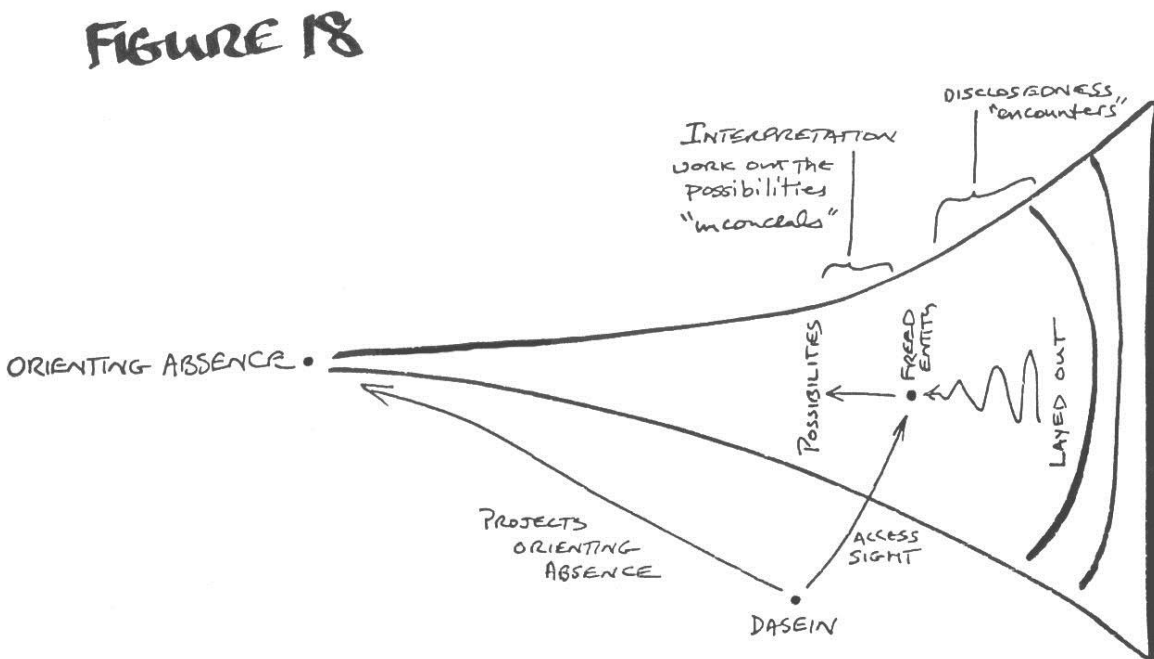 FIGURE 18
DISCLOSEDNESS
"encounters"
INTERPRETATION
WORK OUT THE
POSSIBILITIES
"unconceals"
ORIENTING ABSENCE
POSSIBILITIES
FREED
ENTITY
LAYED OUT
PROJECTS
ORIENTING
ABSENCE
ACCESS
SIGHT
DASEIN